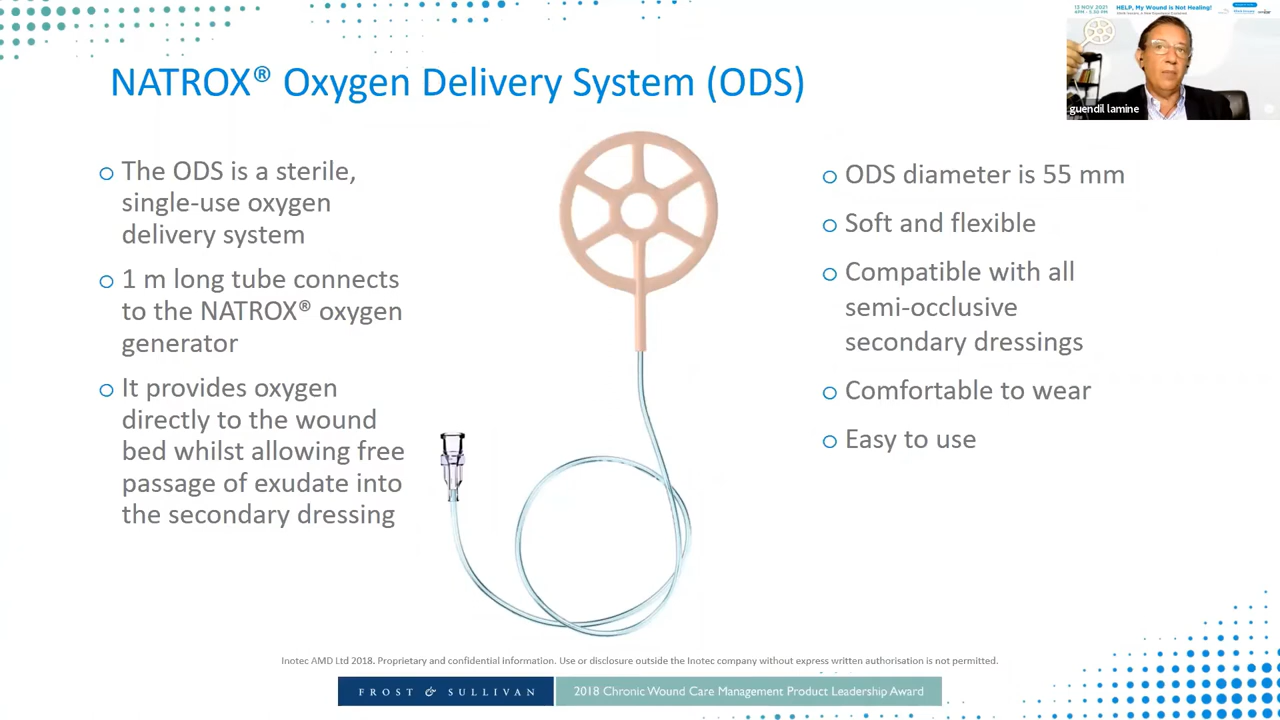 NATROX® Oxygen Delivery System (ODS)
The ODS is a sterile,
single-use oxygen
delivery system
1 m long tube connects
to the NATROX® oxygen
generator
It provides oxygen
directly to the wound
bed whilst allowing free
passage of exudate into
the secondary dressing
ODS diameter is 55 mm
Soft and flexible
Compatible with all
semi-occlusive
secondary dressings
Comfortable to wear
Easy to use
13 NOV 2021
HELP, My Wound is Not Healing!
guendil lamine
Inotec AMD Ltd 2018. Proprietary and confidential information. Use or disclosure outside the Inotec company without express written authorisation is not permitted.
FROST & SULLIVAN
2018 Chronic Wound Care Management Product Leadership Award